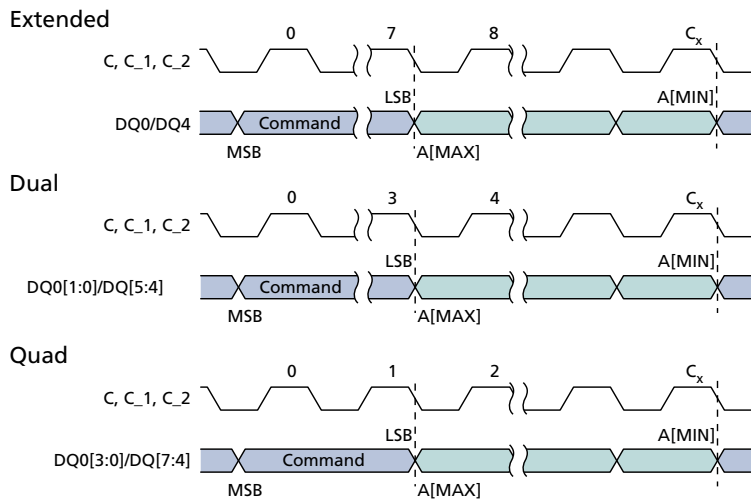 Extended
0 7 8 Cx
C, C_1, C_2
LSB A[MIN]
DQ0/DQ4 Command
MSB A[MAX]
Dual
0 3 4 Cx
C, C_1, C_2
LSB A[MIN]
DQ0[1:0]/DQ[5:4] Command
MSB A[MAX]
Quad
0 1 2 Cx
C, C_1, C_2
LSB A[MIN]
DQ0[3:0]/DQ[7:4] Command
MSB A[MAX]